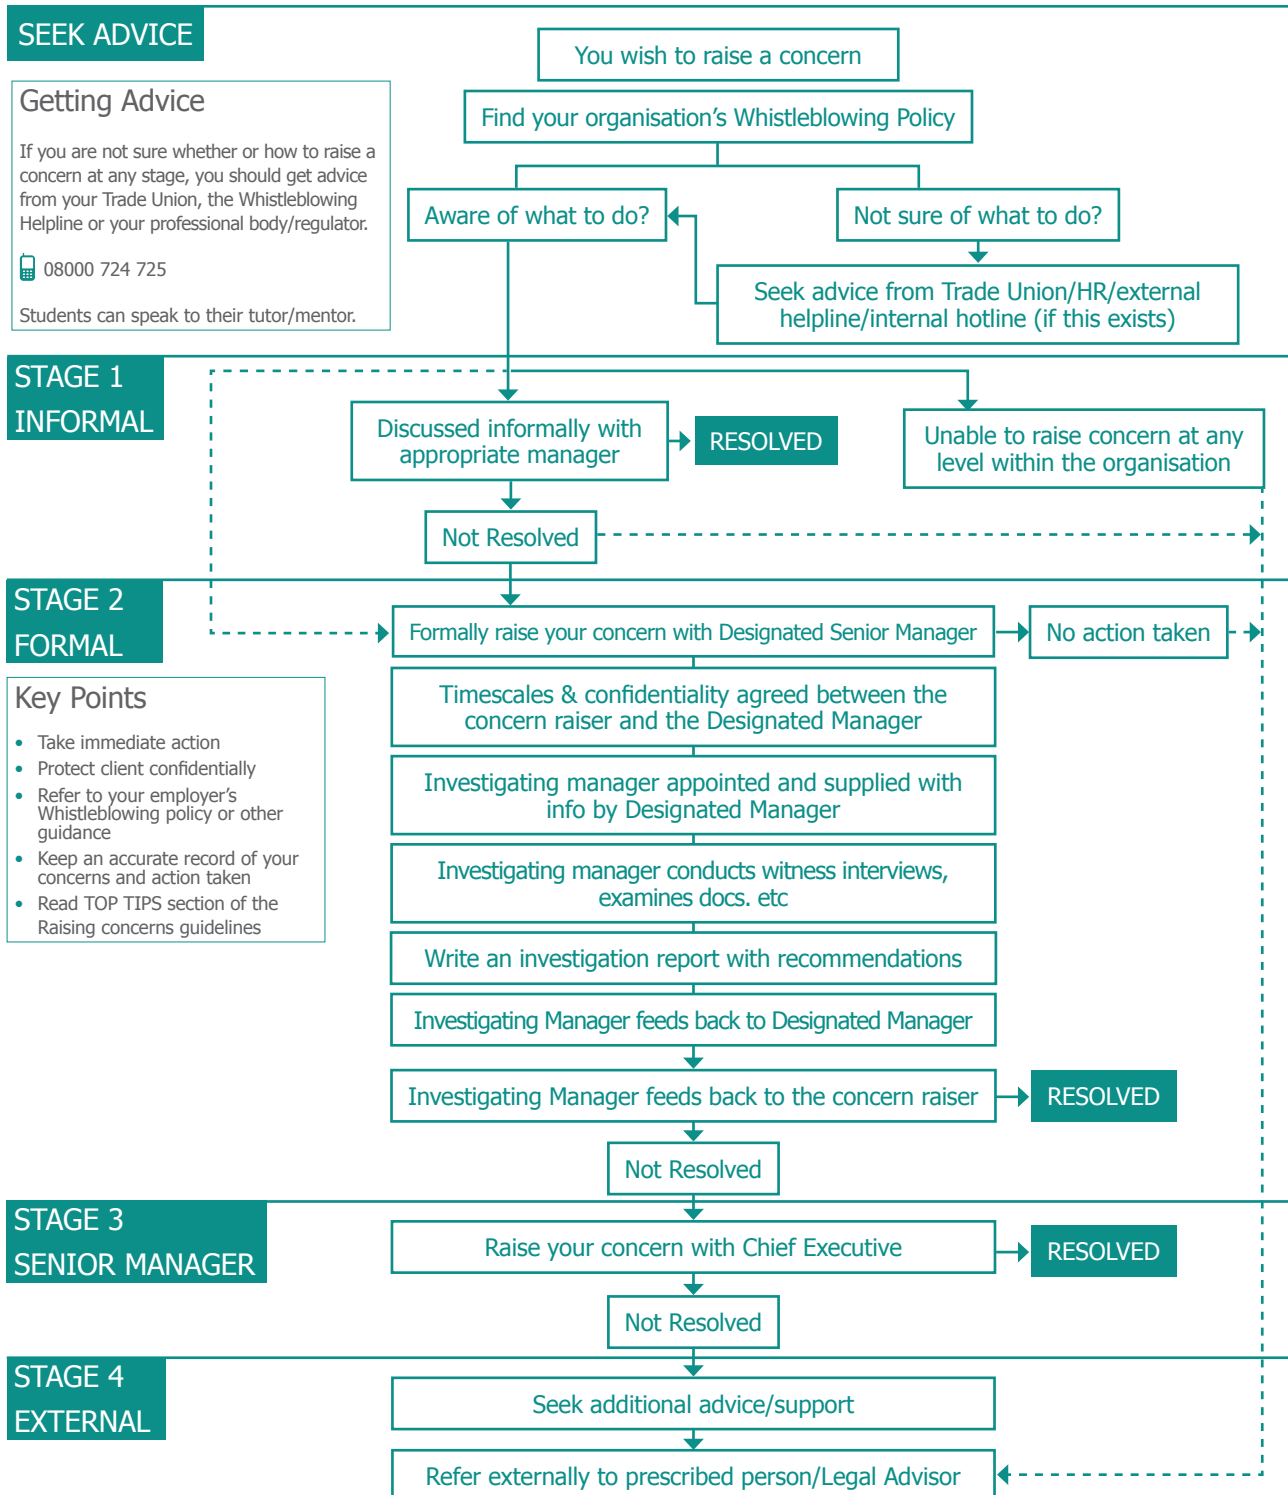 SEEK ADVICE
You wish to raise a concern
Getting Advice
If you are not sure whether or how to raise a
concern at any stage, you should get advice
from your Trade Union, the Whistleblowing
Helpline or your professional body/regulator.
08000 724 725
Students can speak to their tutor/mentor.
Find your organisation's Whistleblowing Policy
Aware of what to do?
Not sure of what to do?
Seek advice from Trade Union/HR/external
helpline/internal hotline (if this exists)
STAGE 1
INFORMAL
Discussed informally with
appropriate manager
RESOLVED
Unable to raise concern at any
level within the organisation
Not Resolved
STAGE 2
FORMAL
Formally raise your concern with Designated Senior Manager
No action taken
Key Points
• Take immediate action
• Protect client confidentially
• Refer to your employer's
Whistleblowing policy or other
guidance
• Keep an accurate record of your
concerns and action taken
• Read TOP TIPS section of the
Raising concerns guidelines
Timescales & confidentiality agreed between the
concern raiser and the Designated Manager
Investigating manager appointed and supplied with
info by Designated Manager
Investigating manager conducts witness interviews,
examines docs. etc
Write an investigation report with recommendations
Investigating Manager feeds back to Designated Manager
Investigating Manager feeds back to the concern raiser
RESOLVED
Not Resolved
STAGE 3
SENIOR MANAGER
Raise your concern with Chief Executive
RESOLVED
Not Resolved
STAGE 4
EXTERNAL
Seek additional advice/support
Refer externally to prescribed person/Legal Advisor